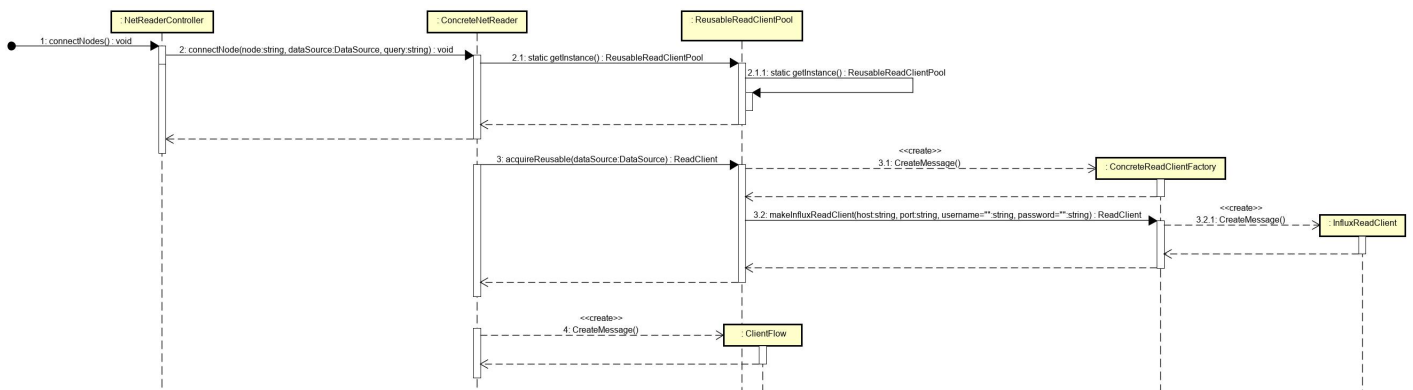 : NetReaderController
: ConcreteNetReader
: ReusableReadClientPool
1: connectNodes() : void
2: connectNode(node:string, dataSource:DataSource, query:string) : void
2.1: static getInstance() : ReusableReadClientPool
2.1.1: static getInstance() : ReusableReadClientPool
3: acquireReusable(dataSource:DataSource) : ReadClient
<<create>>
3.1: CreateMessage()
: ConcreteReadClientFactory
3.2: makeInfluxReadClient(host:string, port:string, username="":string, password="":string) : ReadClient
<<create>>
3.2.1: CreateMessage()
: InfluxReadClient
<<create>>
4: CreateMessage()
: ClientFlow